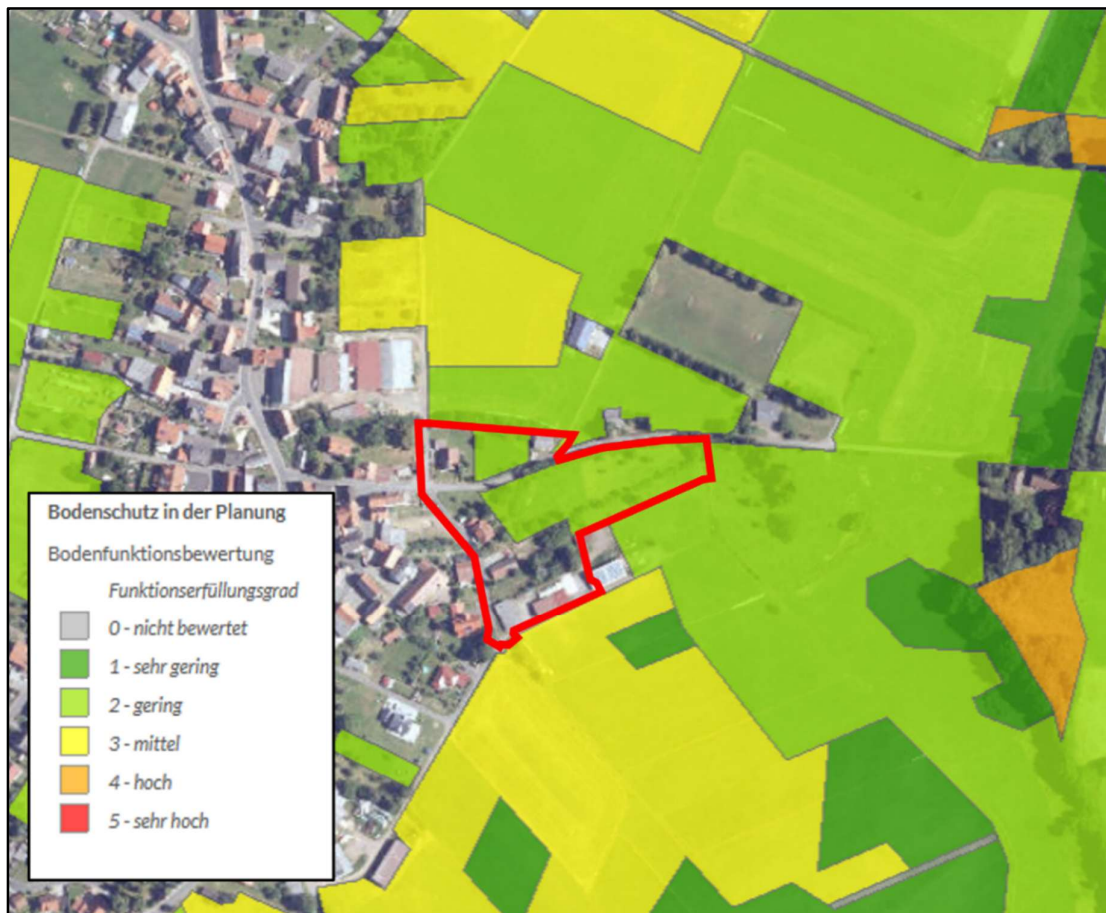 Bodenschutz in der Planung
Bodenfunktionsbewertung
Funktionserfüllungsgrad
0 - nicht bewertet
1 - sehr gering
2 - gering
3 - mittel
4 - hoch
5 - sehr hoch